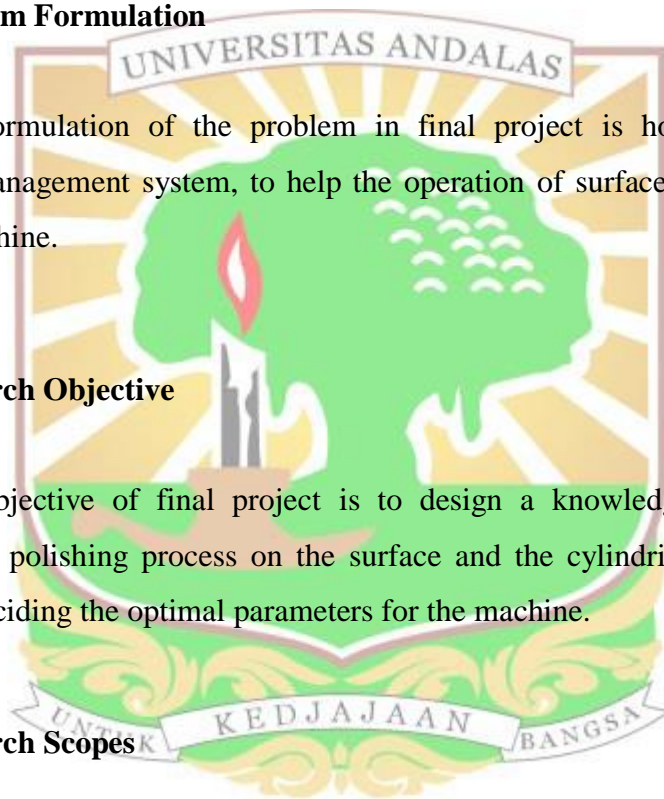 m Formulation
UNIVERSITAS ANDALAS
ormulation of the problem in final project is ho
anagement system, to help the operation of surface
hine.
rch Objective
bjective of final project is to design a knowled
polishing process on the surface and the cylindri
ciding the optimal parameters for the machine.
UNTUK KEDJAJAAN BANGSA
rch Scopes